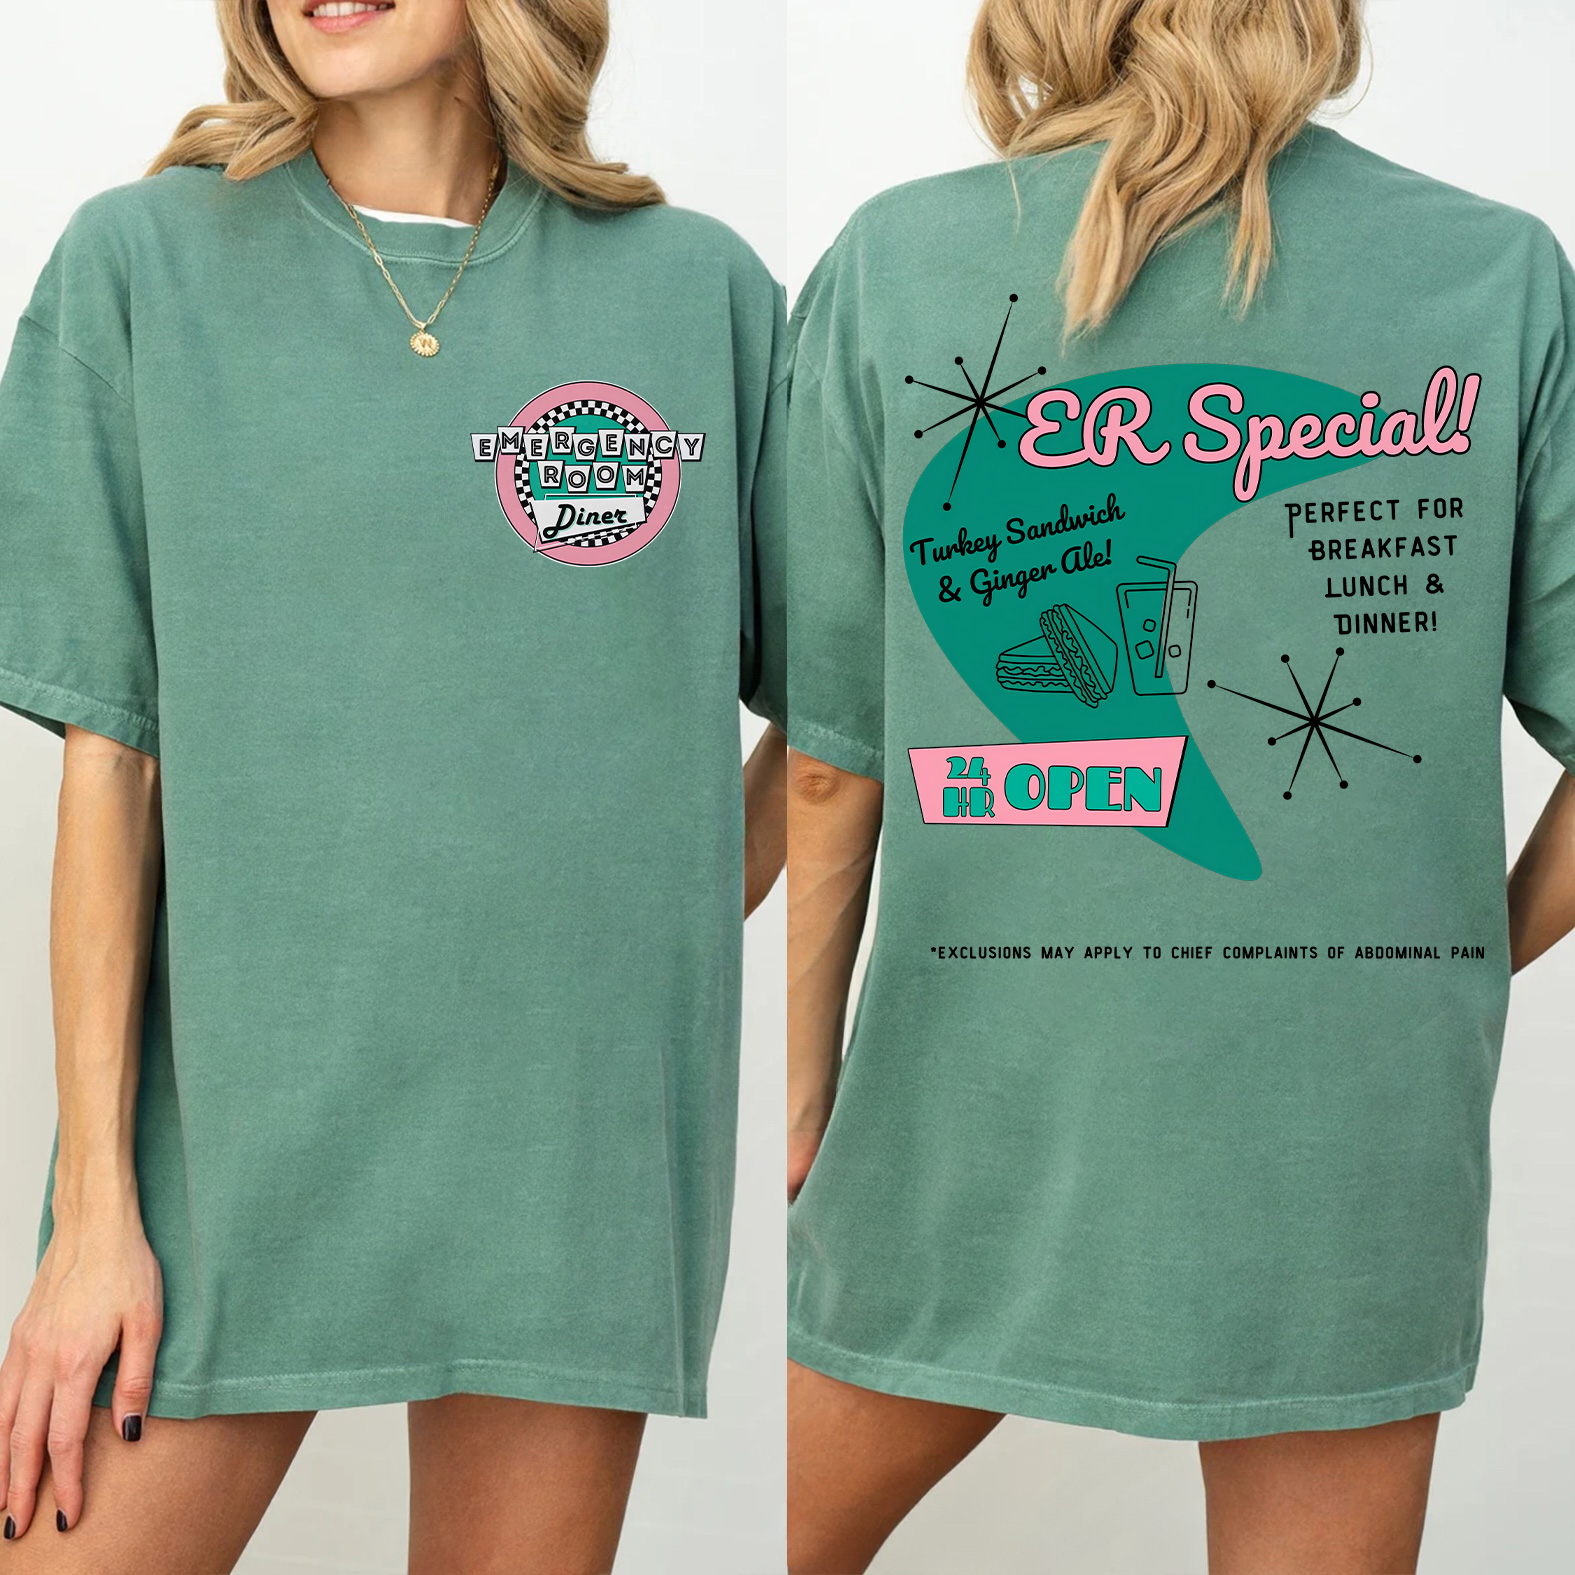 EMERGENCY
ROOM
Diner
ER Special!
Turkey Sandwich
& Ginger Ale!
PERFECT FOR
BREAKFAST
LUNCH &
DINNER!
24
HR
OPEN
*EXCLUSIONS MAY APPLY TO CHIEF COMPLAINTS OF ABDOMINAL PAIN